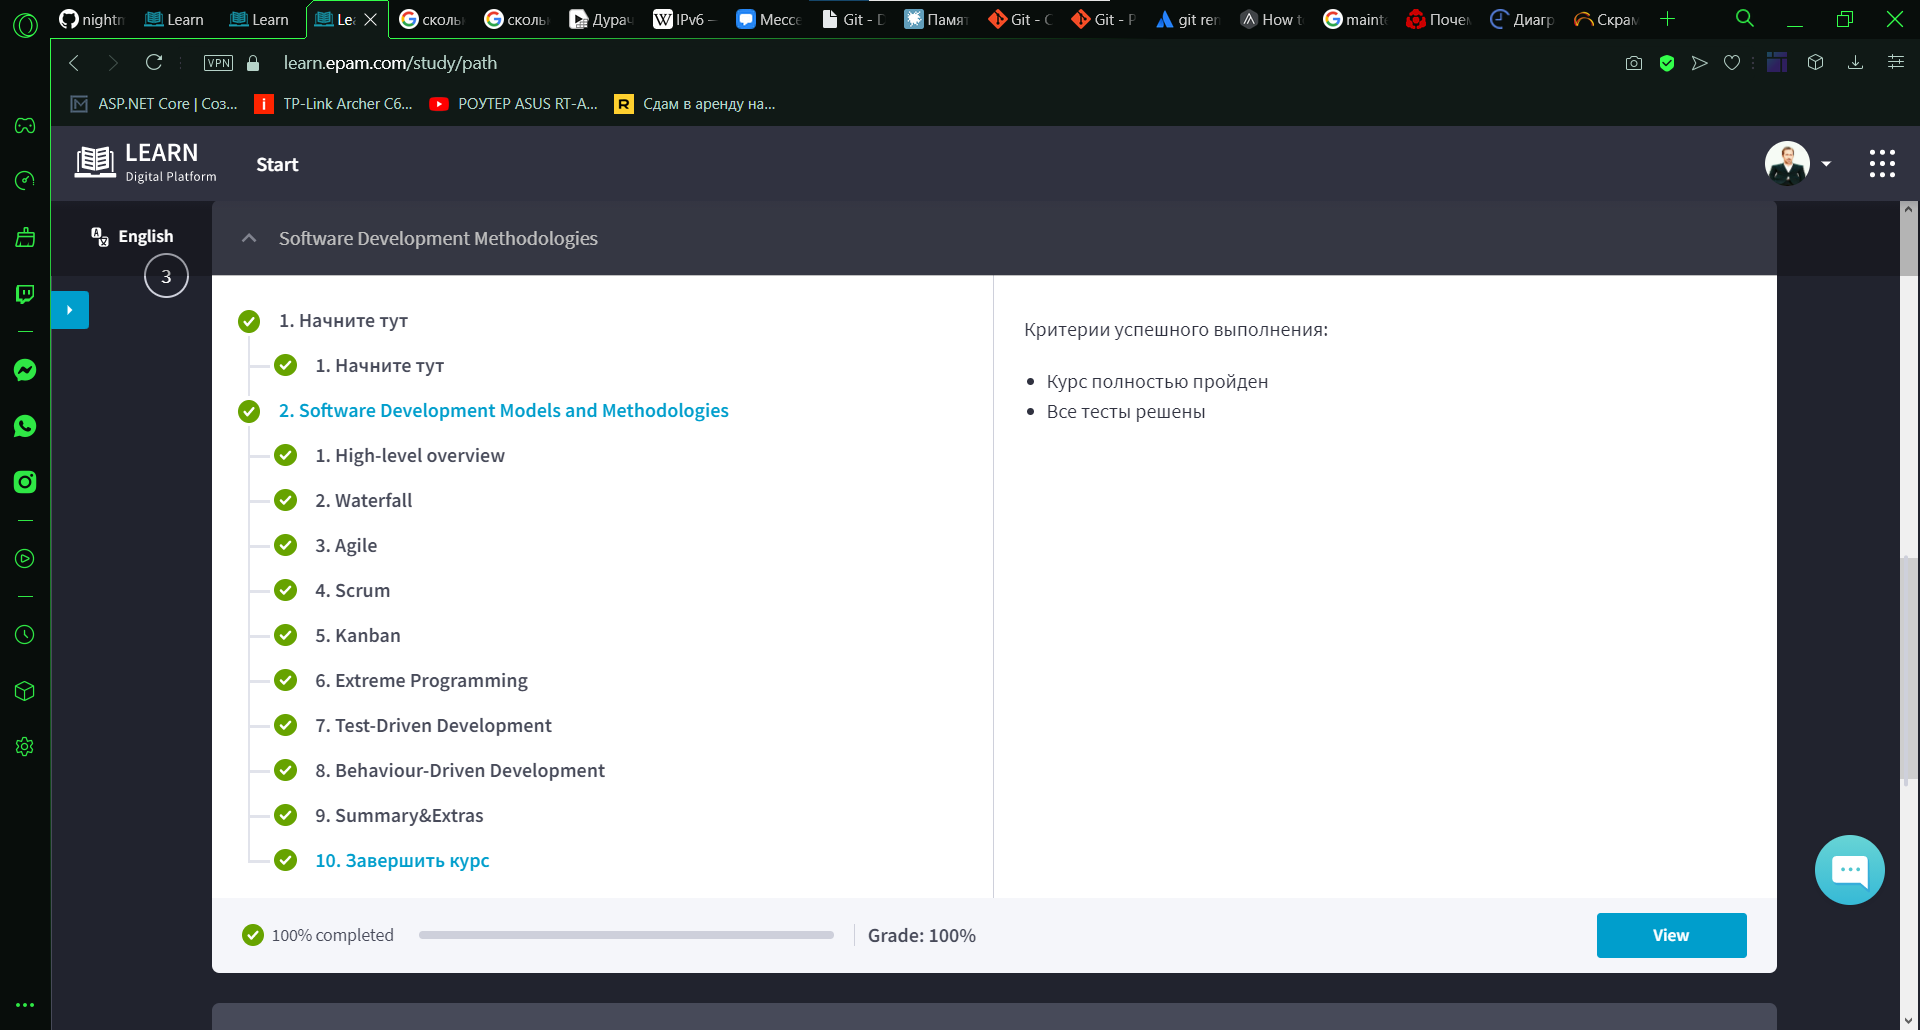 nightn
Learn
Learn
Le
сколь
сколь
Дурач
IPv6 –
Мессе
Git - D
Памят
Git - C
Git - P
git ren
How t
mainte
Почем
Диагр
Скрам
VPN
learn.epam.com/study/path
ASP.NET Core | Соз...
TP-Link Archer C6...
РОУТЕР ASUS RT-A...
Сдам в аренду на...
LEARN
Digital Platform
Start
English
3
Software Development Methodologies
1. Начните тут
1. Начните тут
2. Software Development Models and Methodologies
1. High-level overview
2. Waterfall
3. Agile
4. Scrum
5. Kanban
6. Extreme Programming
7. Test-Driven Development
8. Behaviour-Driven Development
9. Summary&Extras
10. Завершить курс
Критерии успешного выполнения:
• Курс полностью пройден
• Все тесты решены
100% completed
Grade: 100%
View